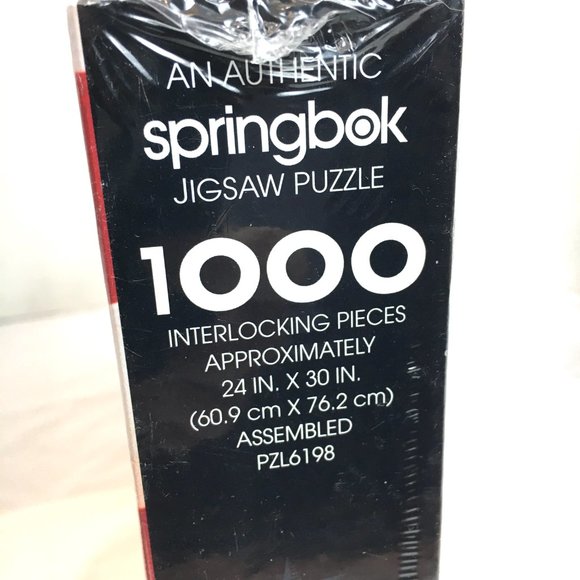 AN AUTHENTIC
springbok
JIGSAW PUZZLE
1000
INTERLOCKING PIECES
APPROXIMATELY
24 IN. X 30 IN.
(60.9 cm X 76.2 cm)
ASSEMBLED
PZL6198